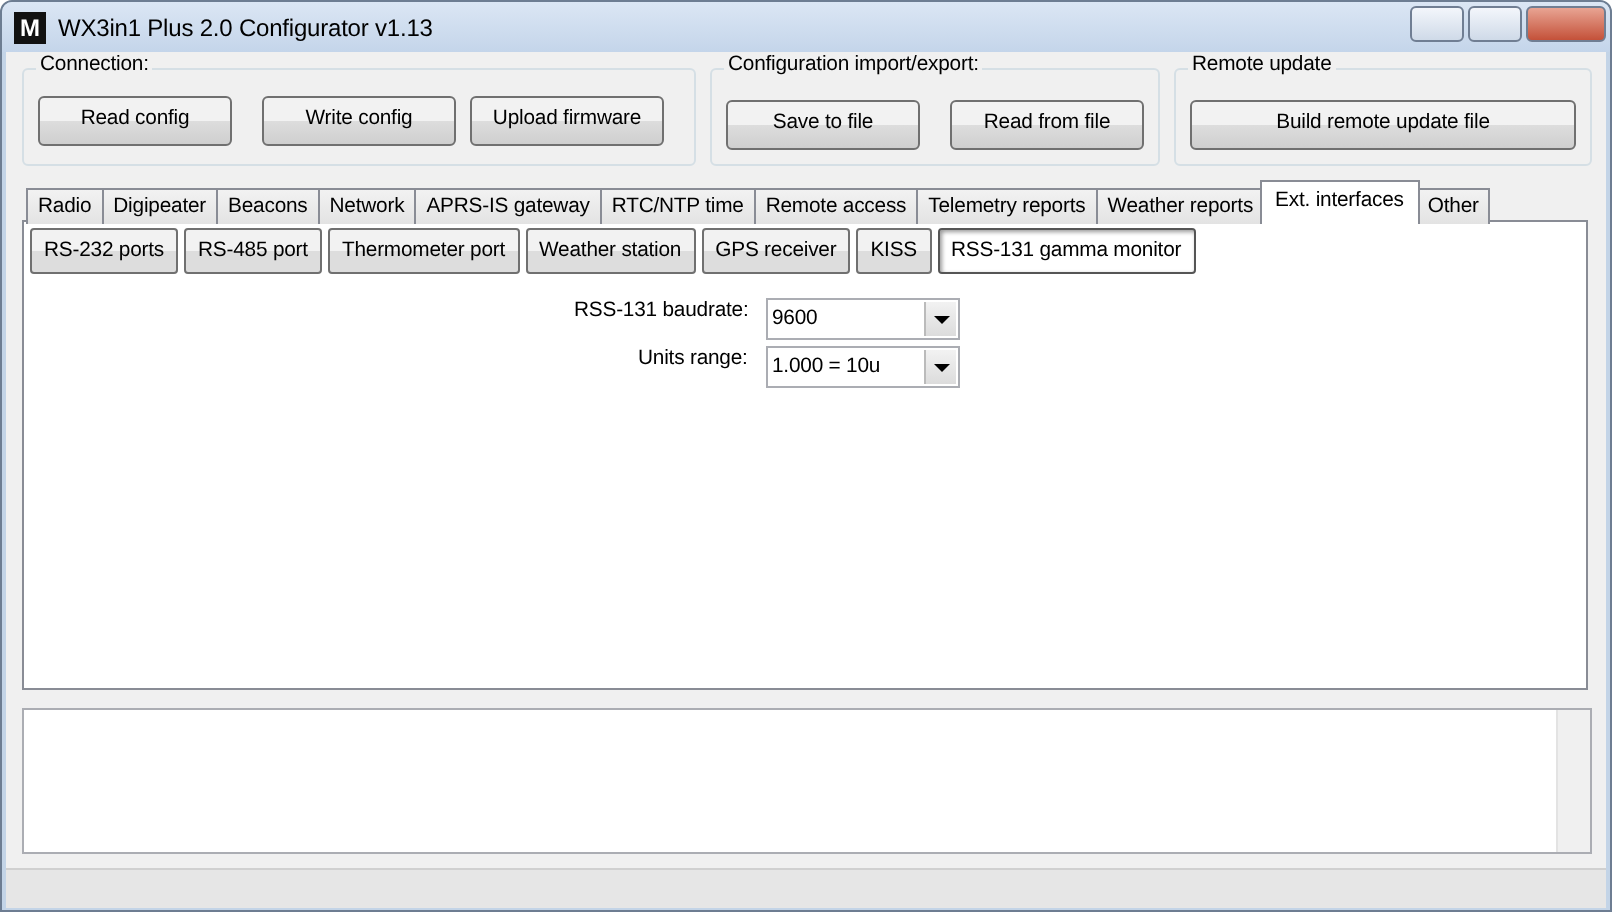 M WX3in1 Plus 2.0 Configurator v1.13
Connection: Configuration import/export: Remote update
Read config Write config Upload firmware Save to file Read from file Build remote update file
Radio Digipeater Beacons Network APRS-IS gateway RTC/NTP time Remote access Telemetry reports Weather reports Ext. interfaces Other
RS-232 ports RS-485 port Thermometer port Weather station GPS receiver KISS RSS-131 gamma monitor
RSS-131 baudrate: 9600
Units range: 1.000 = 10u